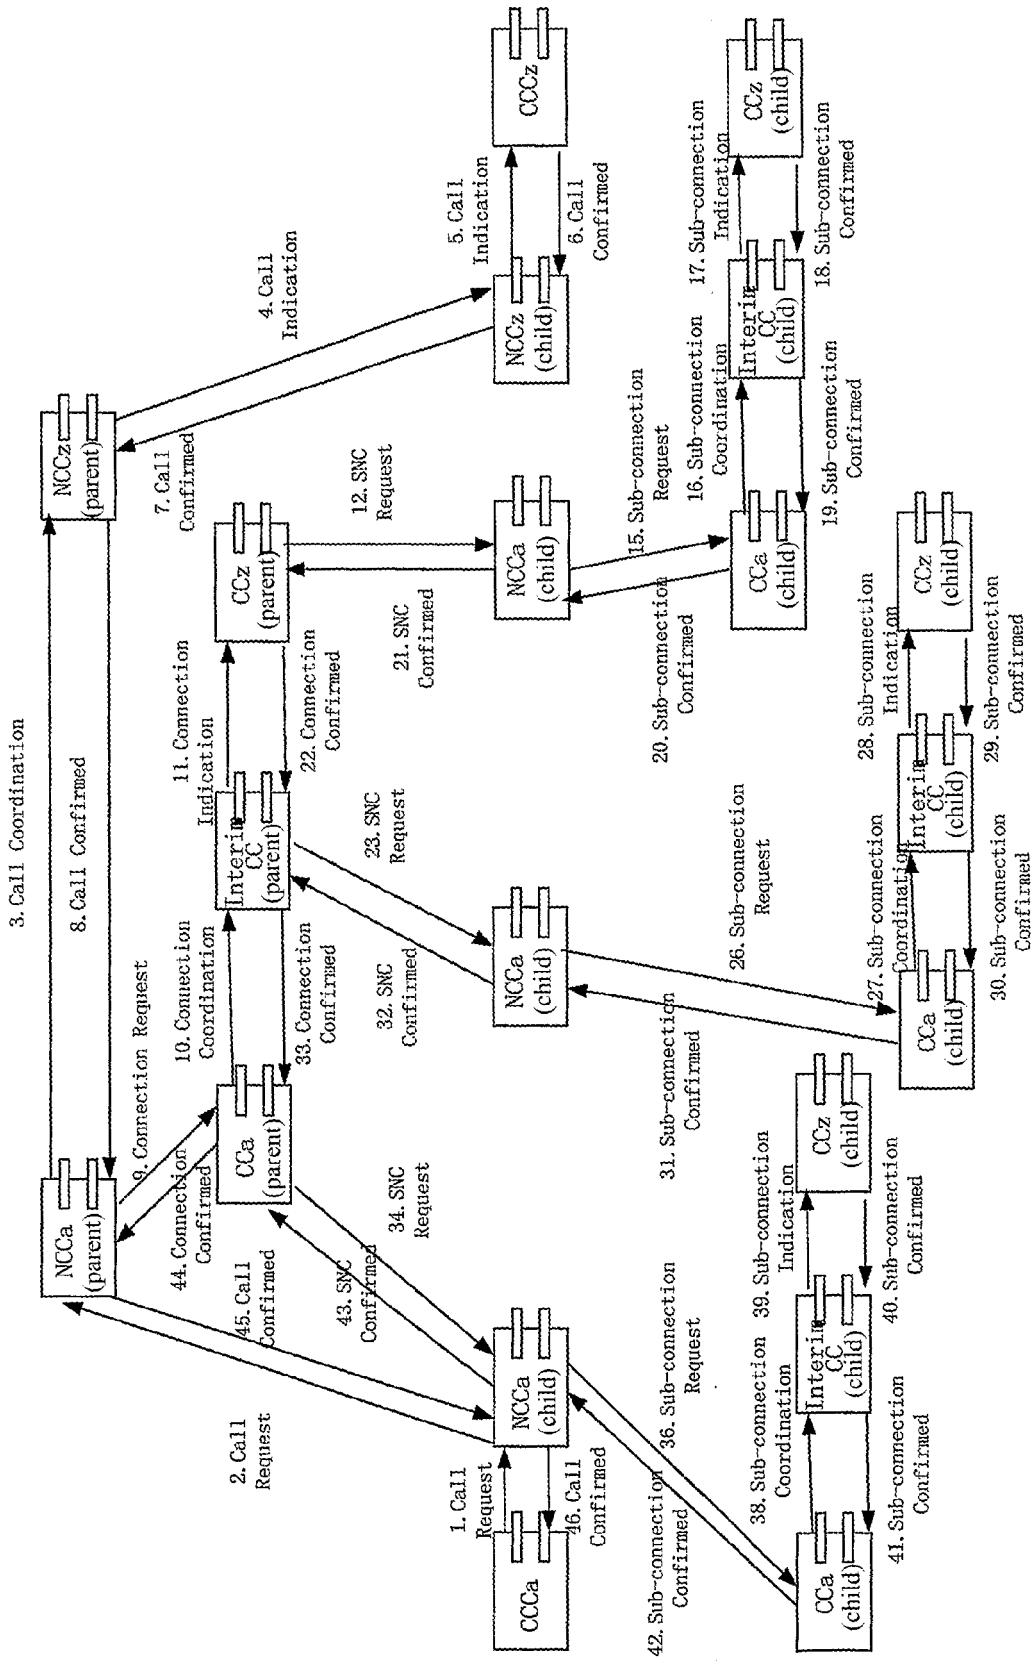 3. Call Coordination
8. Call Confirmed
NCCa
(parent)
NCCz
(parent)
9. Connection Request
44. Connection
Confirmed
10. Connection
Coordination
11. Connection
Indication
7. Call
Confirmed
4. Call
Indication
CCa
(parent)
Interim
CC
(parent)
CCz
(parent)
33. Connection
Confirmed
22. Connection
Confirmed
2. Call
Request
45. Call
Confirmed
43. SNC
Confirmed
34. SNC
Request
32. SNC
Confirmed
23. SNC
Request
21. SNC
Confirmed
12. SNC
Request
1. Call
Request
5. Call
Indication
CCCa
NCCa
(child)
NCCa
(child)
NCCa
(child)
NCCz
(child)
CCCz
46. Call
Confirmed
6. Call
Confirmed
42. Sub-connection
Confirmed
36. Sub-connection
Request
31. Sub-connection
Confirmed
26. Sub-connection
Request
20. Sub-connection
Confirmed
15. Sub-connection
Request
16. Sub-connection
Coordination
17. Sub-connection
Indication
CCa
(child)
Interim
CC
(child)
CCz
(child)
19. Sub-connection
Confirmed
18. Sub-connection
Confirmed
38. Sub-connection
Coordination
39. Sub-connection
Indication
CCa
(child)
Interim
CC
(child)
CCz
(child)
41. Sub-connection
Confirmed
40. Sub-connection
Confirmed
27. Sub-connection
Coordination
28. Sub-connection
Indication
CCa
(child)
Interim
CC
(child)
CCz
(child)
30. Sub-connection
Confirmed
29. Sub-connection
Confirmed